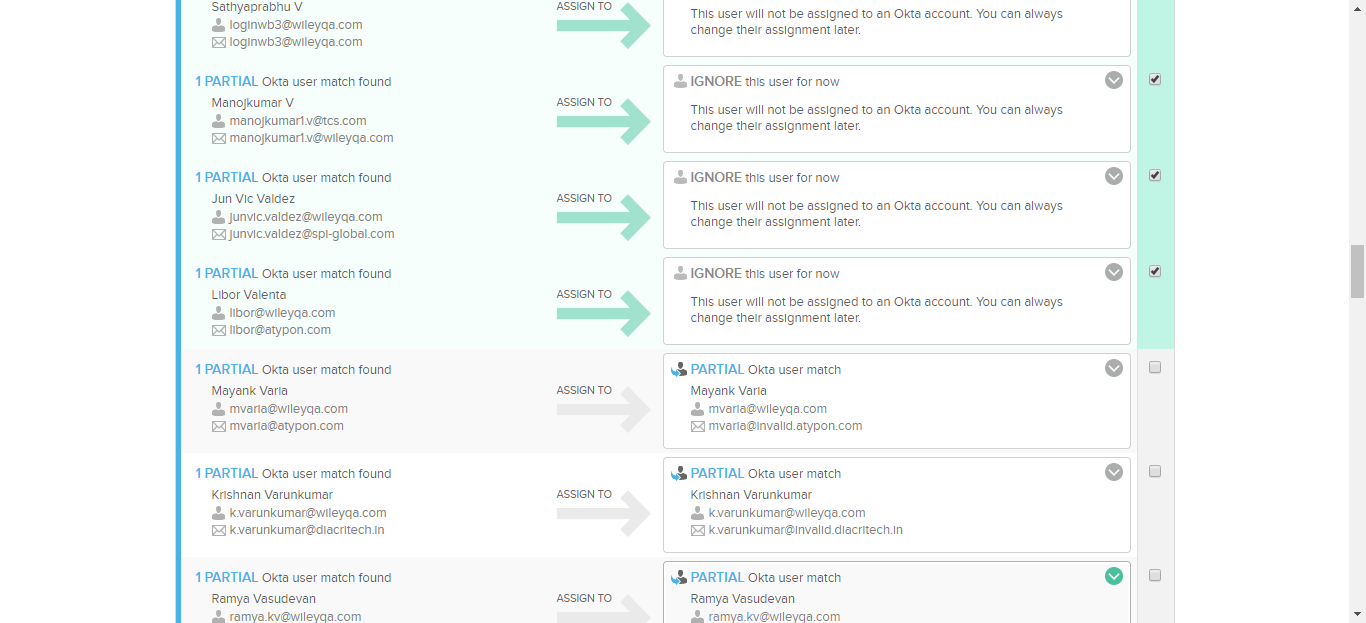 Sathyaprabhu V
loginwb3@wileyqa.com
loginwb3@wileyqa.com
ASSIGN TO
This user will not be assigned to an Okta account. You can always
change their assignment later.
1 PARTIAL Okta user match found
Manojkumar V
manojkumar1.v@tcs.com
manojkumar1.v@wileyqa.com
ASSIGN TO
IGNORE this user for now
This user will not be assigned to an Okta account. You can always
change their assignment later.
1 PARTIAL Okta user match found
Jun Vic Valdez
junvic.valdez@wileyqa.com
junvic.valdez@spi-global.com
ASSIGN TO
IGNORE this user for now
This user will not be assigned to an Okta account. You can always
change their assignment later.
1 PARTIAL Okta user match found
Libor Valenta
libor@wileyqa.com
libor@atypon.com
ASSIGN TO
IGNORE this user for now
This user will not be assigned to an Okta account. You can always
change their assignment later.
1 PARTIAL Okta user match found
Mayank Varia
mvaria@wileyqa.com
mvaria@atypon.com
ASSIGN TO
PARTIAL Okta user match
Mayank Varia
mvaria@wileyqa.com
mvaria@invalid.atypon.com
1 PARTIAL Okta user match found
Krishnan Varunkumar
k.varunkumar@wileyqa.com
k.varunkumar@diacritech.in
ASSIGN TO
PARTIAL Okta user match
Krishnan Varunkumar
k.varunkumar@wileyqa.com
k.varunkumar@invalid.diacritech.in
1 PARTIAL Okta user match found
Ramya Vasudevan
ramya.kv@wileyqa.com
ASSIGN TO
PARTIAL Okta user match
Ramya Vasudevan
ramya.kv@wileyqa.com